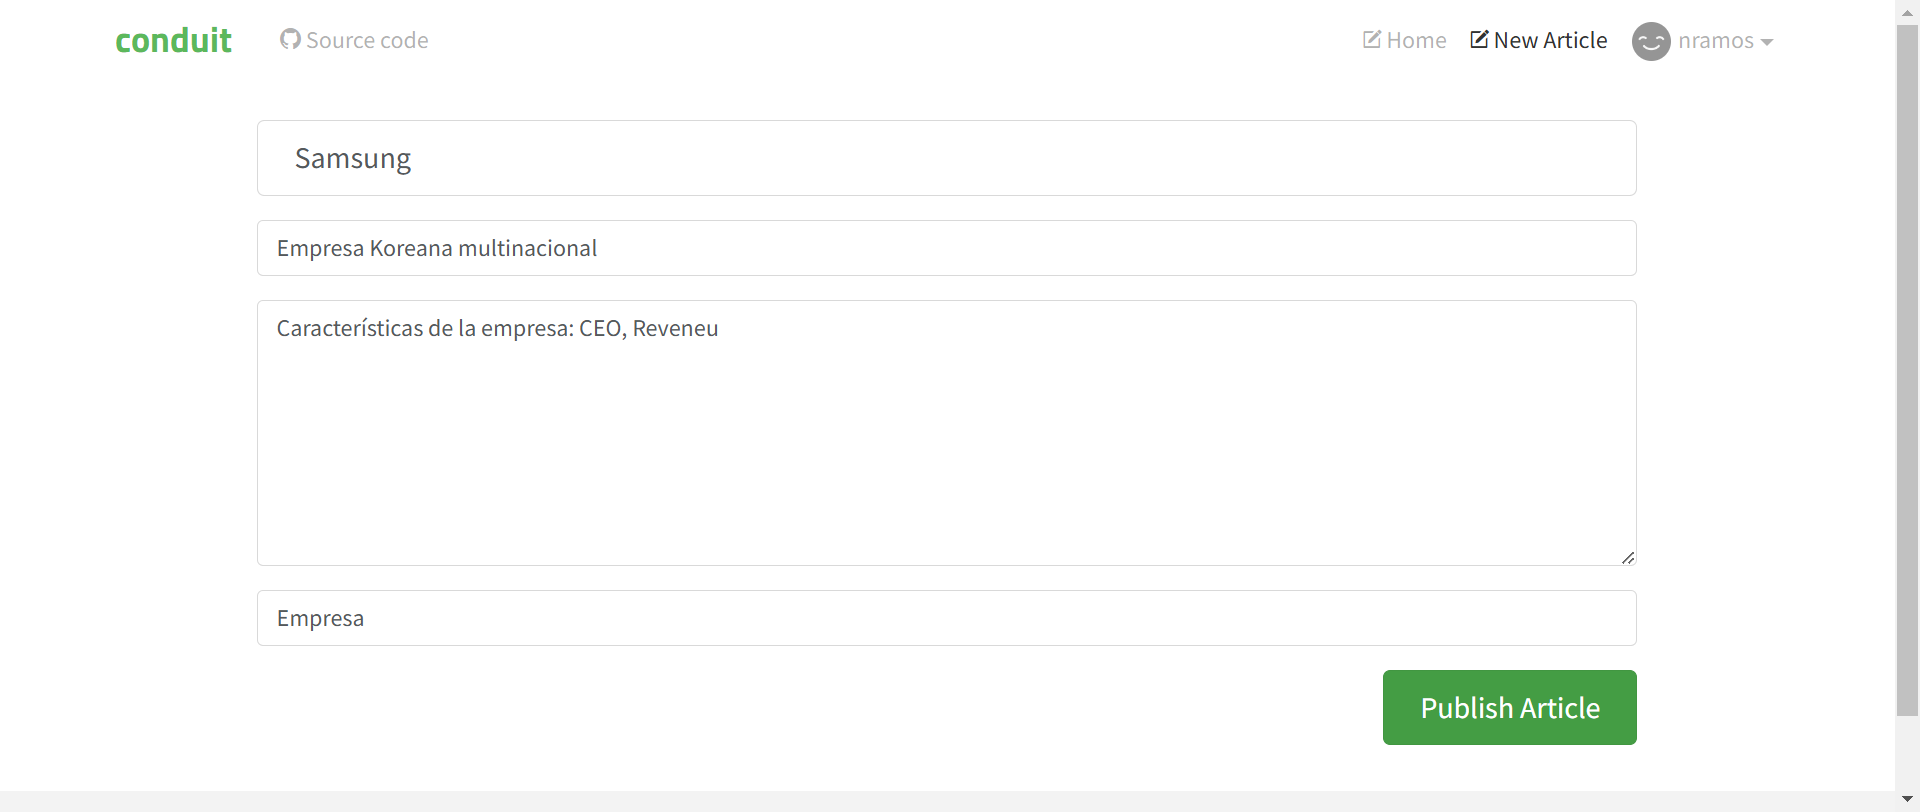 conduit Source code Home New Article nramos
Samsung
Empresa Koreana multinacional
Características de la empresa: CEO, Reveneu
Empresa
Publish Article